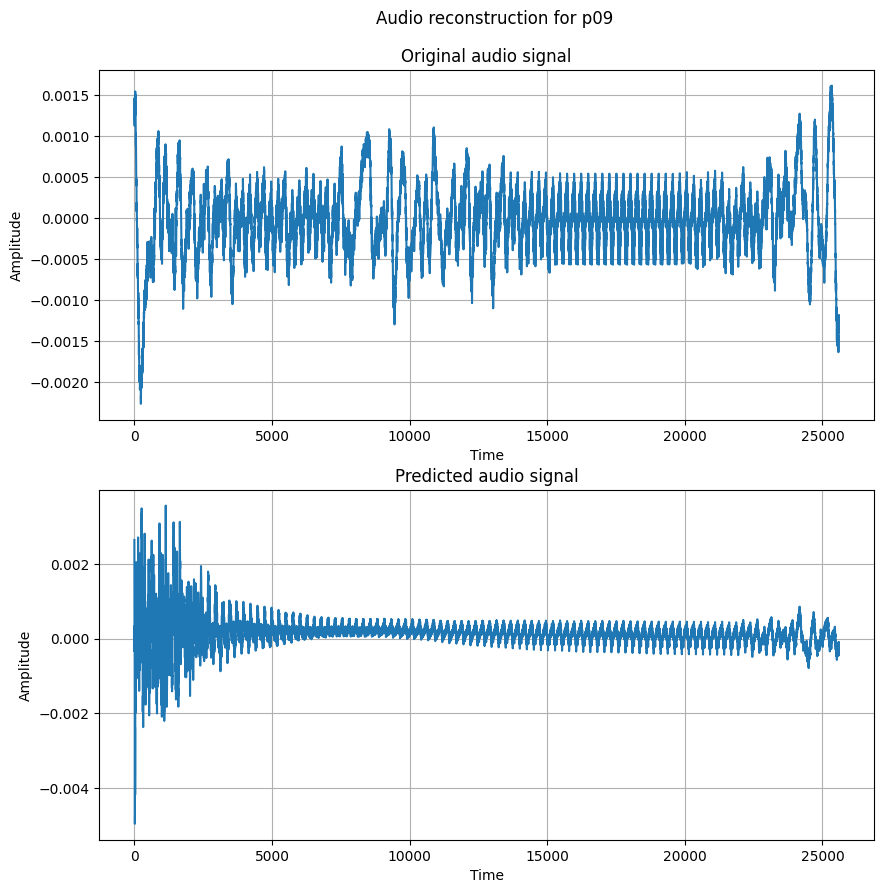 Audio reconstruction for p09
Original audio signal
0.0015
0.0010
0.0005
0.0000
−0.0005
−0.0010
−0.0015
−0.0020
Amplitude
0 5000 10000 15000 20000 25000
Time
Predicted audio signal
0.002
0.000
−0.002
−0.004
Amplitude
0 5000 10000 15000 20000 25000
Time